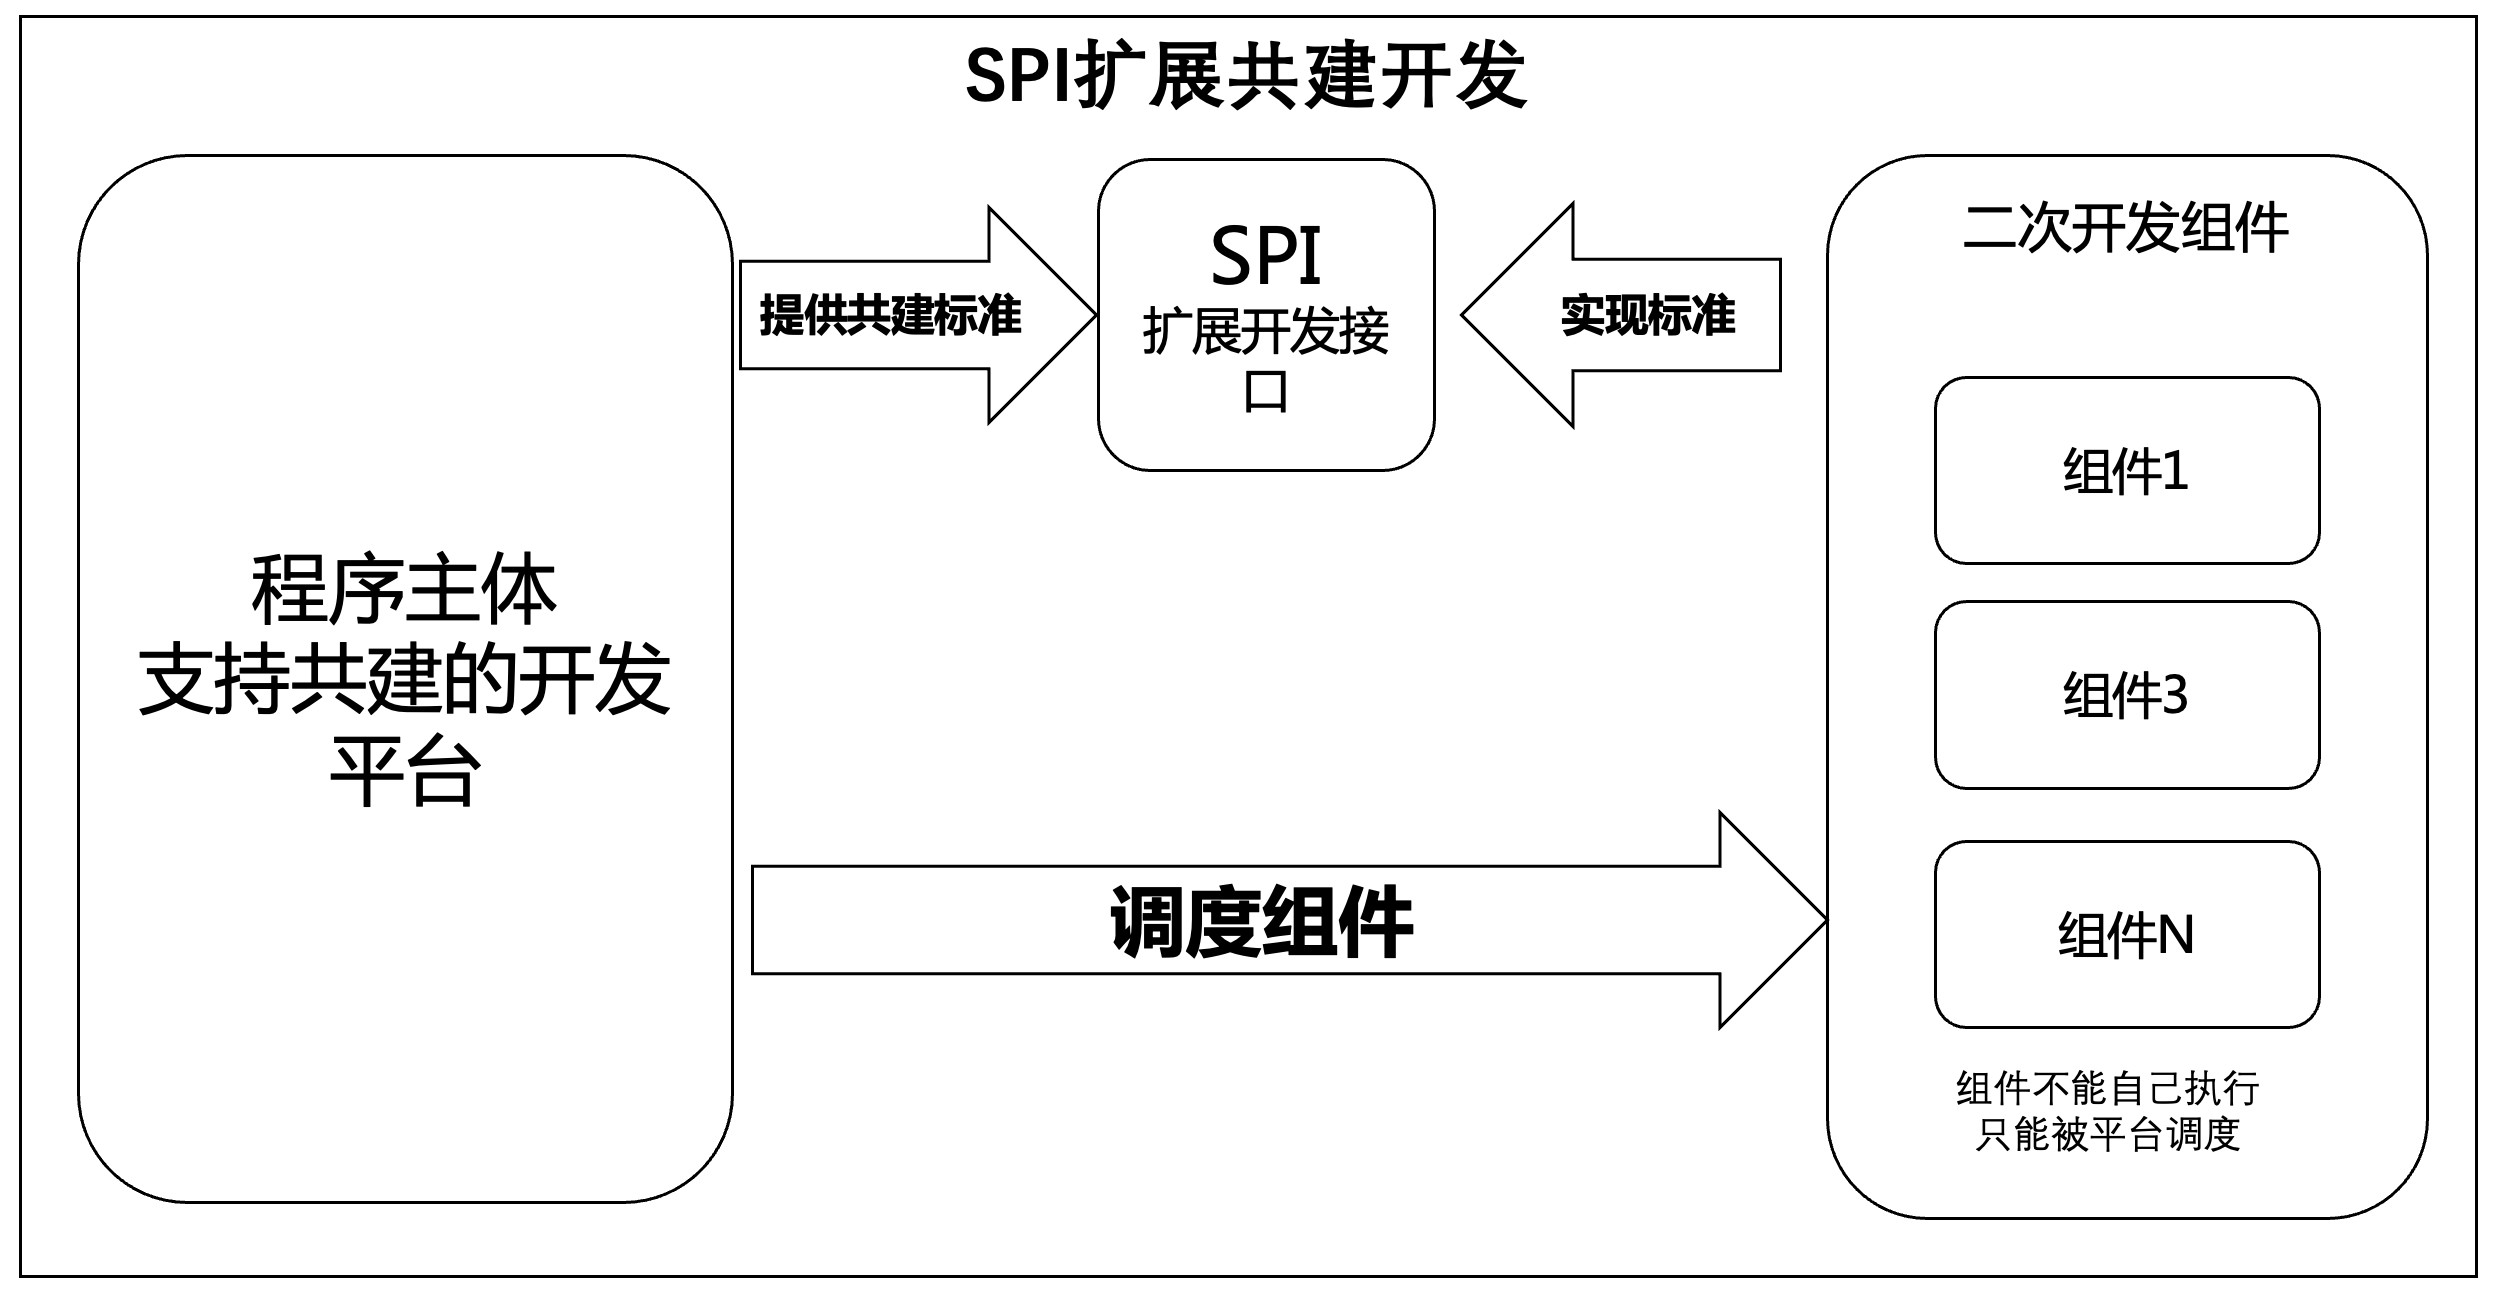 SPI扩展共建开发
程序主体
支持共建的开发
平台
提供共建标准
SPI
扩展开发接
口
实现标准
二次开发组件
组件1
组件3
组件N
组件不能自己执行
只能被平台调度
调度组件